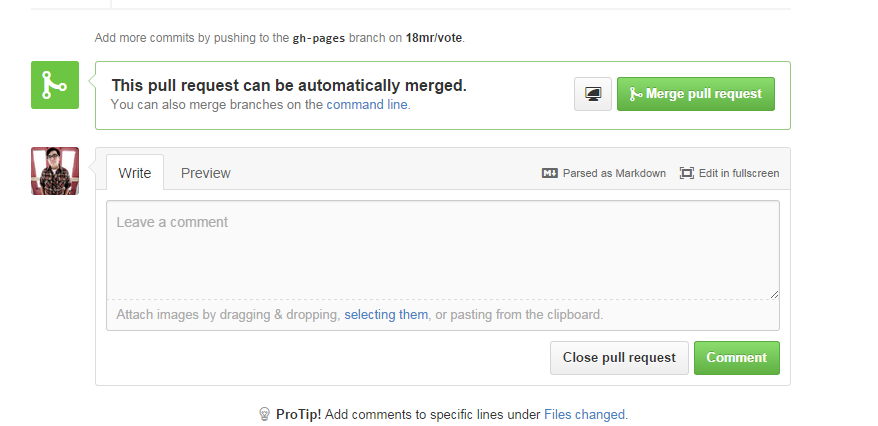 Add more commits by pushing to the gh-pages branch on 18mr/vote.
This pull request can be automatically merged.
You can also merge branches on the command line.
Merge pull request
Write
Preview
Parsed as Markdown
Edit in fullscreen
Leave a comment
Attach images by dragging & dropping, selecting them, or pasting from the clipboard.
Close pull request
Comment
ProTip! Add comments to specific lines under Files changed.